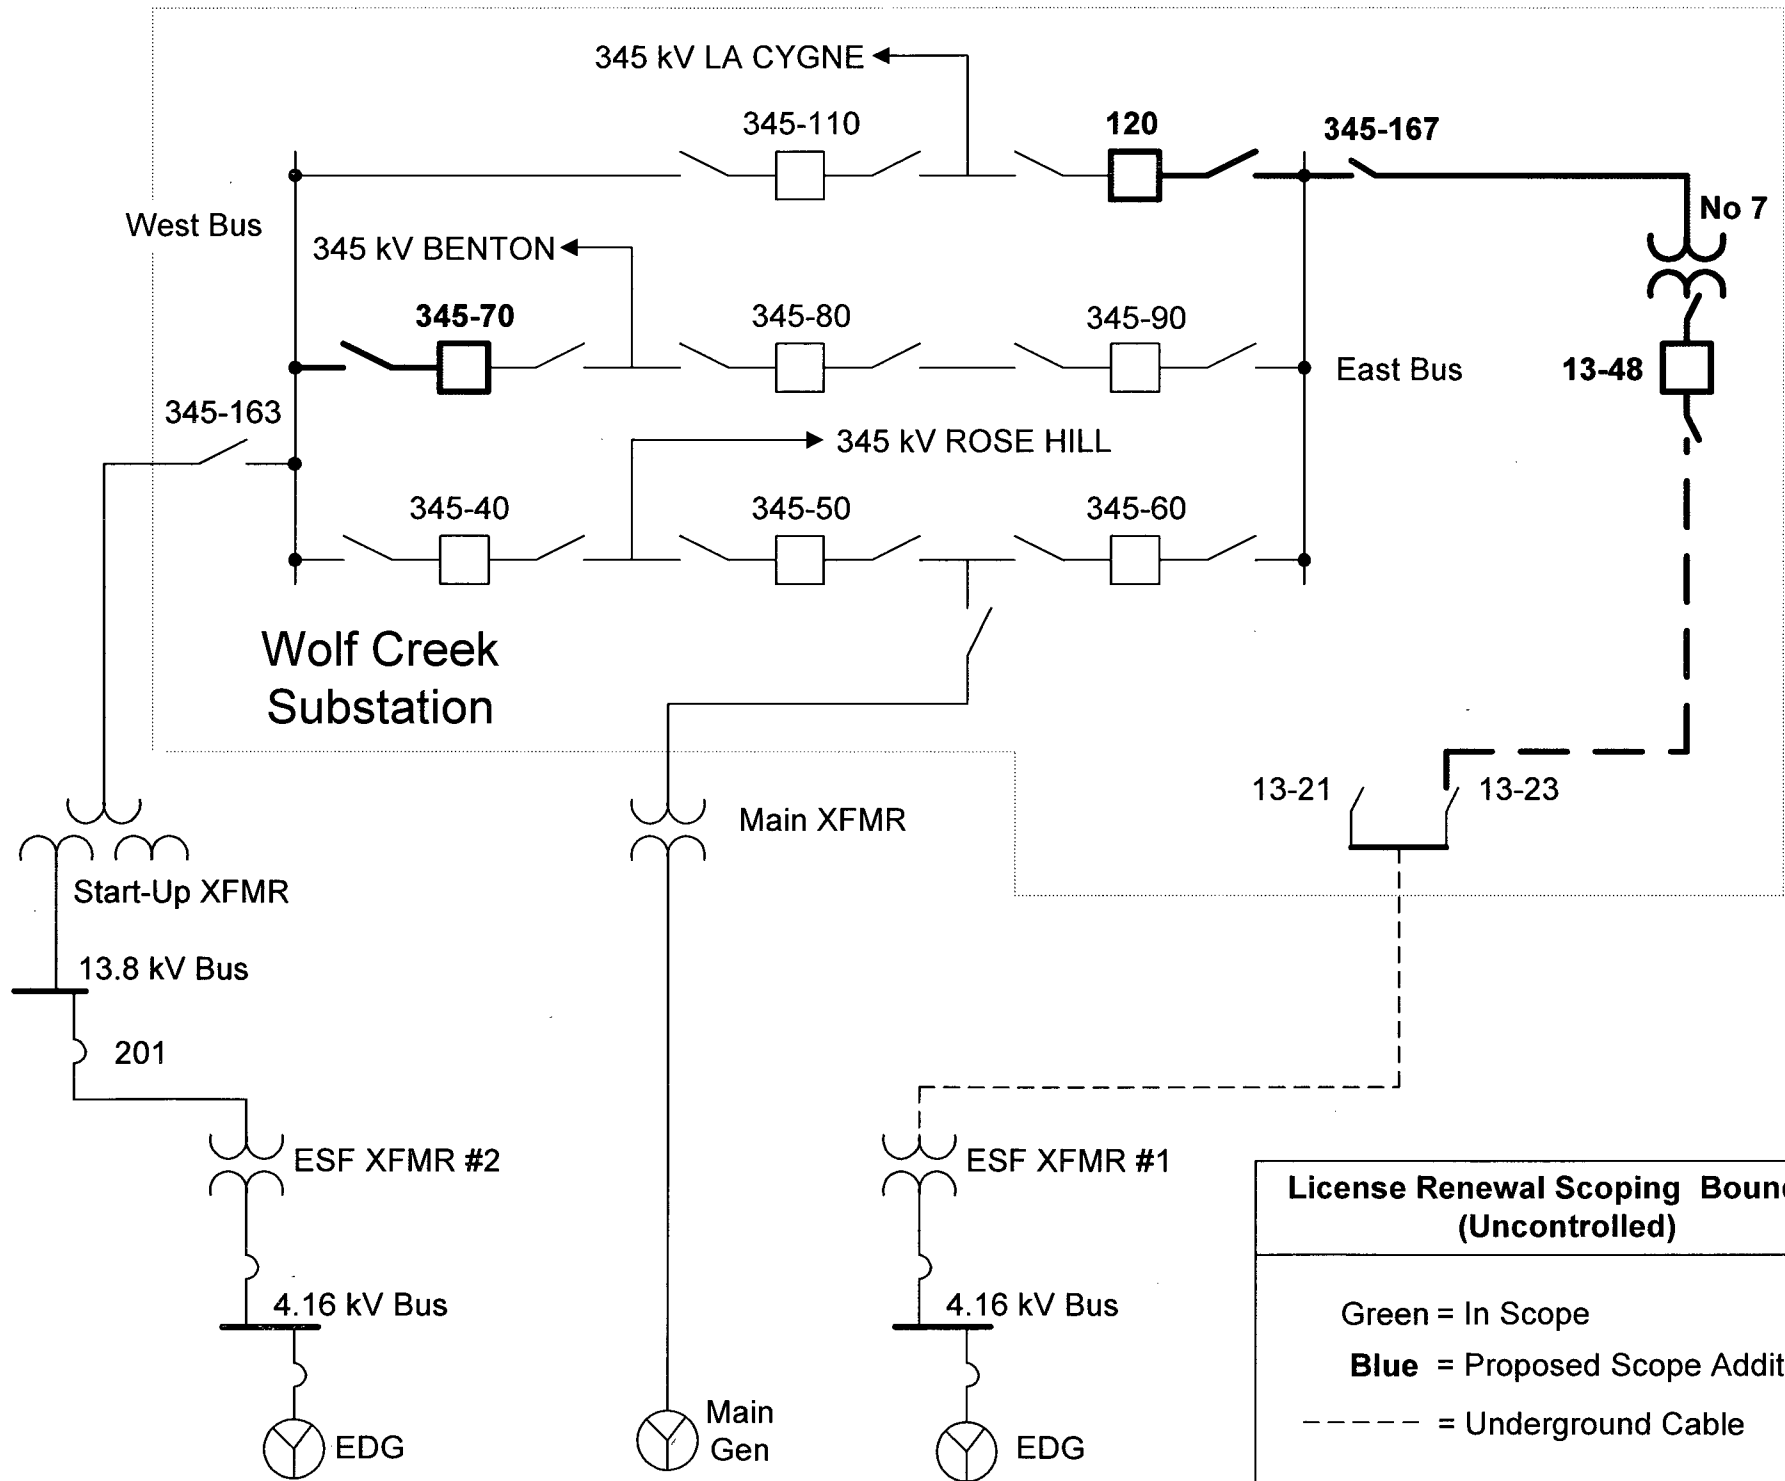 345 kV LA CYGNE
345-110
120
345-167
West Bus
No 7
345 kV BENTON
345-70
345-80
345-90
East Bus
13-48
345-163
345 kV ROSE HILL
345-40
345-50
345-60
Wolf Creek
Substation
13-21
13-23
Main XFMR
Start-Up XFMR
13.8 kV Bus
201
ESF XFMR #2
ESF XFMR #1
4.16 kV Bus
4.16 kV Bus
EDG
Main
Gen
EDG
License Renewal Scoping Bound
(Uncontrolled)
Green = In Scope
Blue = Proposed Scope Addit
= Underground Cable